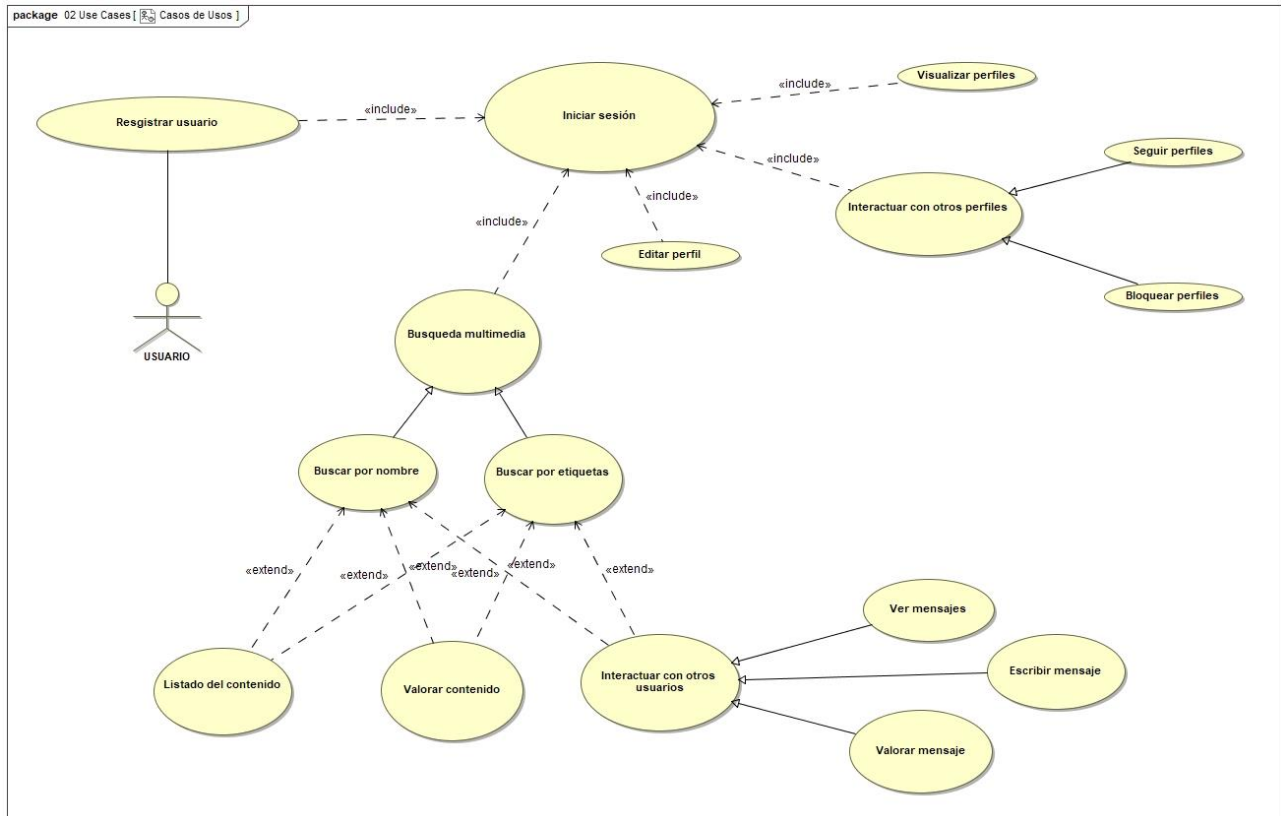 package 02 Use Cases [ Casos de Usos ]
Visualizar perfiles
«include»
Resgistrar usuario
«include»
Iniciar sesión
Seguir perfiles
«include»
Interactuar con otros perfiles
«include»
«include»
Editar perfil
Bloquear perfiles
Busqueda multimedia
USUARIO
Buscar por nombre
Buscar por etiquetas
«extend»
«extend»
«extend»
«extend»
«extend»
Ver mensajes
Listado del contenido
Valorar contenido
Interactuar con otros
usuarios
Escribir mensaje
Valorar mensaje